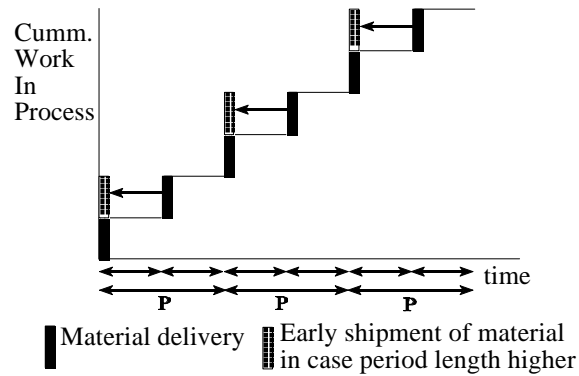 Cumm.
Work
In
Process
time
P P P
Material delivery
Early shipment of material
in case period length higher